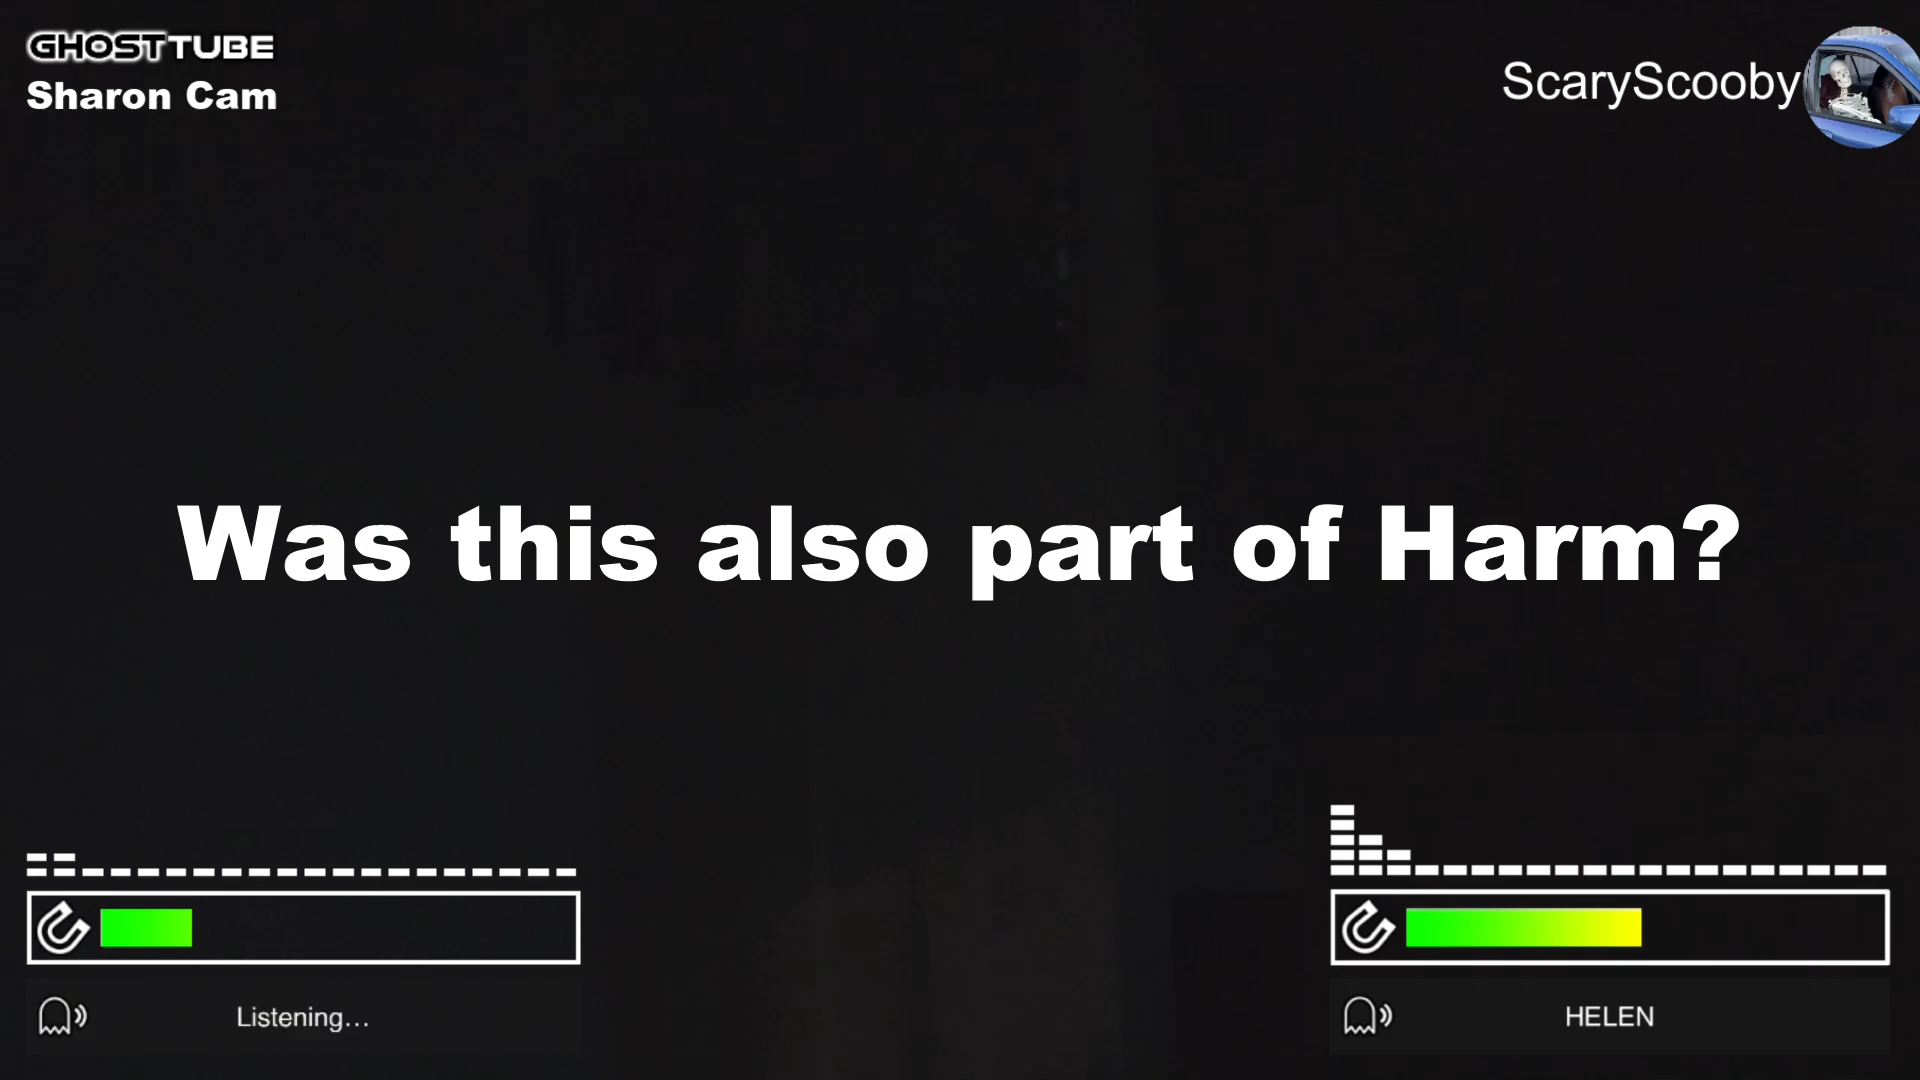 GHOSTTUBE
Sharon Cam
ScaryScooby
Was this also part of Harm?
Listening...
HELEN